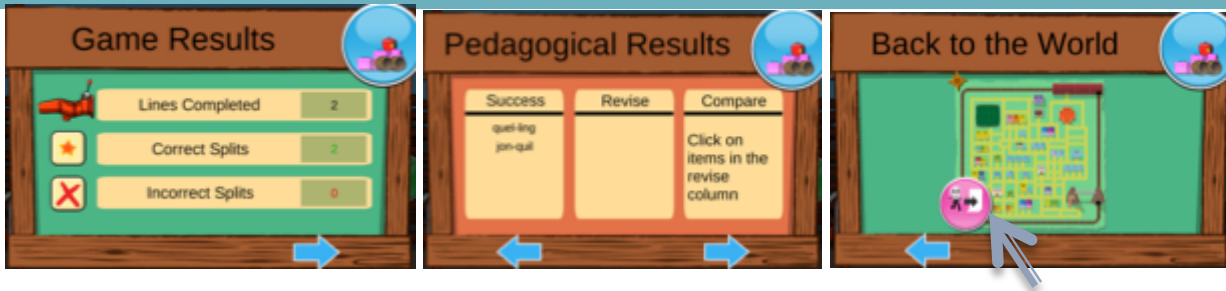 Game Results
Lines Completed 2
Correct Splits 2
Incorrect Splits 0
Pedagogical Results
Success Revise Compare
quel-ling
jon-quil
Click on
items in the
revise
column
Back to the World